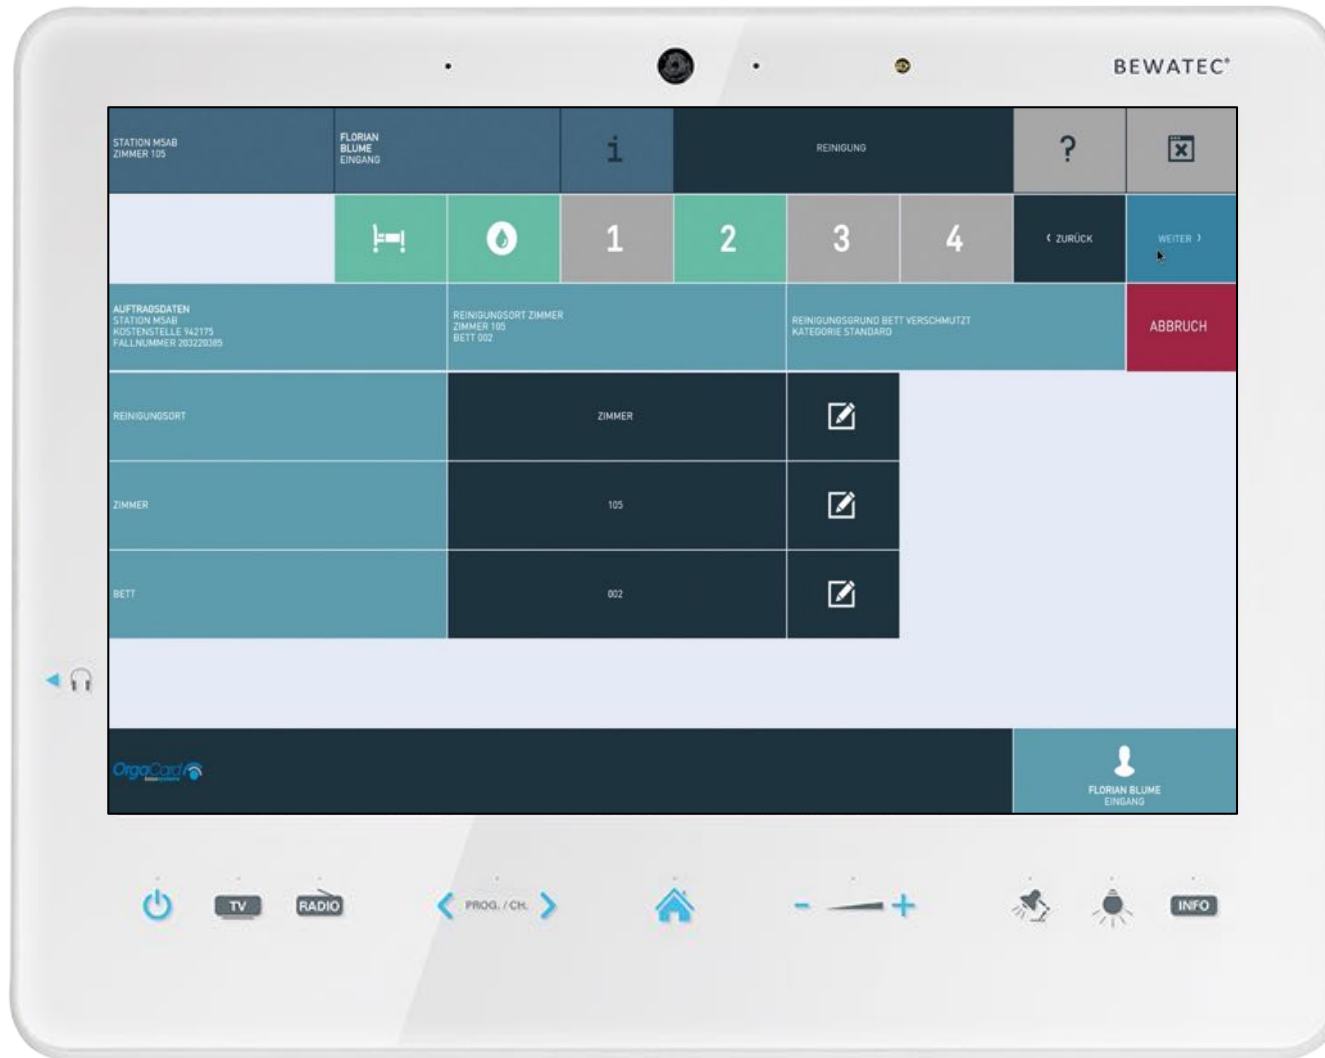 BEWATEC®
STATION M5AB
ZIMMER 105
FLORIAN
BLUME
EINGANG
i
REINIGUNG
?
1
2
3
4
‹ ZURÜCK
WEITER ›
AUFTRAGSDATEN
STATION M5AB
KOSTENSTELLE 942175
FALLNUMMER 203220385
REINIGUNGSORT ZIMMER
ZIMMER 105
BETT 002
REINIGUNGSGRUND BETT VERSCHMUTZT
KATEGORIE STANDARD
ABBRUCH
REINIGUNGSORT
ZIMMER
ZIMMER
105
BETT
002
OrgaCard
FLORIAN BLUME
EINGANG
TV
RADIO
PROG. / CH.
- +
INFO